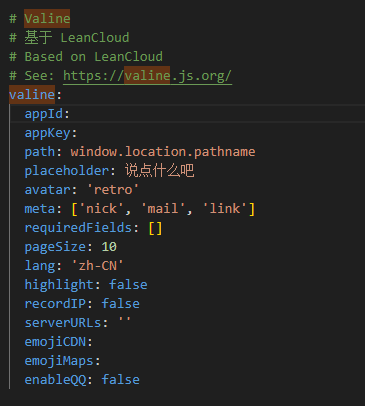 # Valine
# 基于 LeanCloud
# Based on LeanCloud
# See: https://valine.js.org/
valine:
  appId:
  appKey:
  path: window.location.pathname
  placeholder: 说点什么吧
  avatar: 'retro'
  meta: ['nick', 'mail', 'link']
  requiredFields: []
  pageSize: 10
  lang: 'zh-CN'
  highlight: false
  recordIP: false
  serverURLs: ''
  emojiCDN:
  emojiMaps:
  enableQQ: false